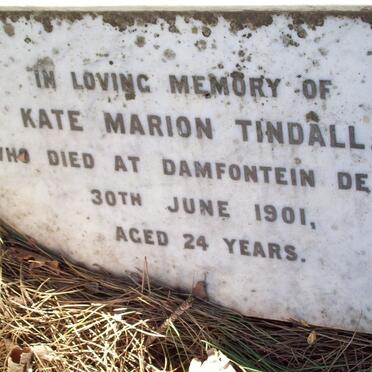 IN LOVING MEMORY OF
KATE MARION TINDALL.
WHO DIED AT DAMFONTEIN DE
30TH JUNE 1901,
AGED 24 YEARS.